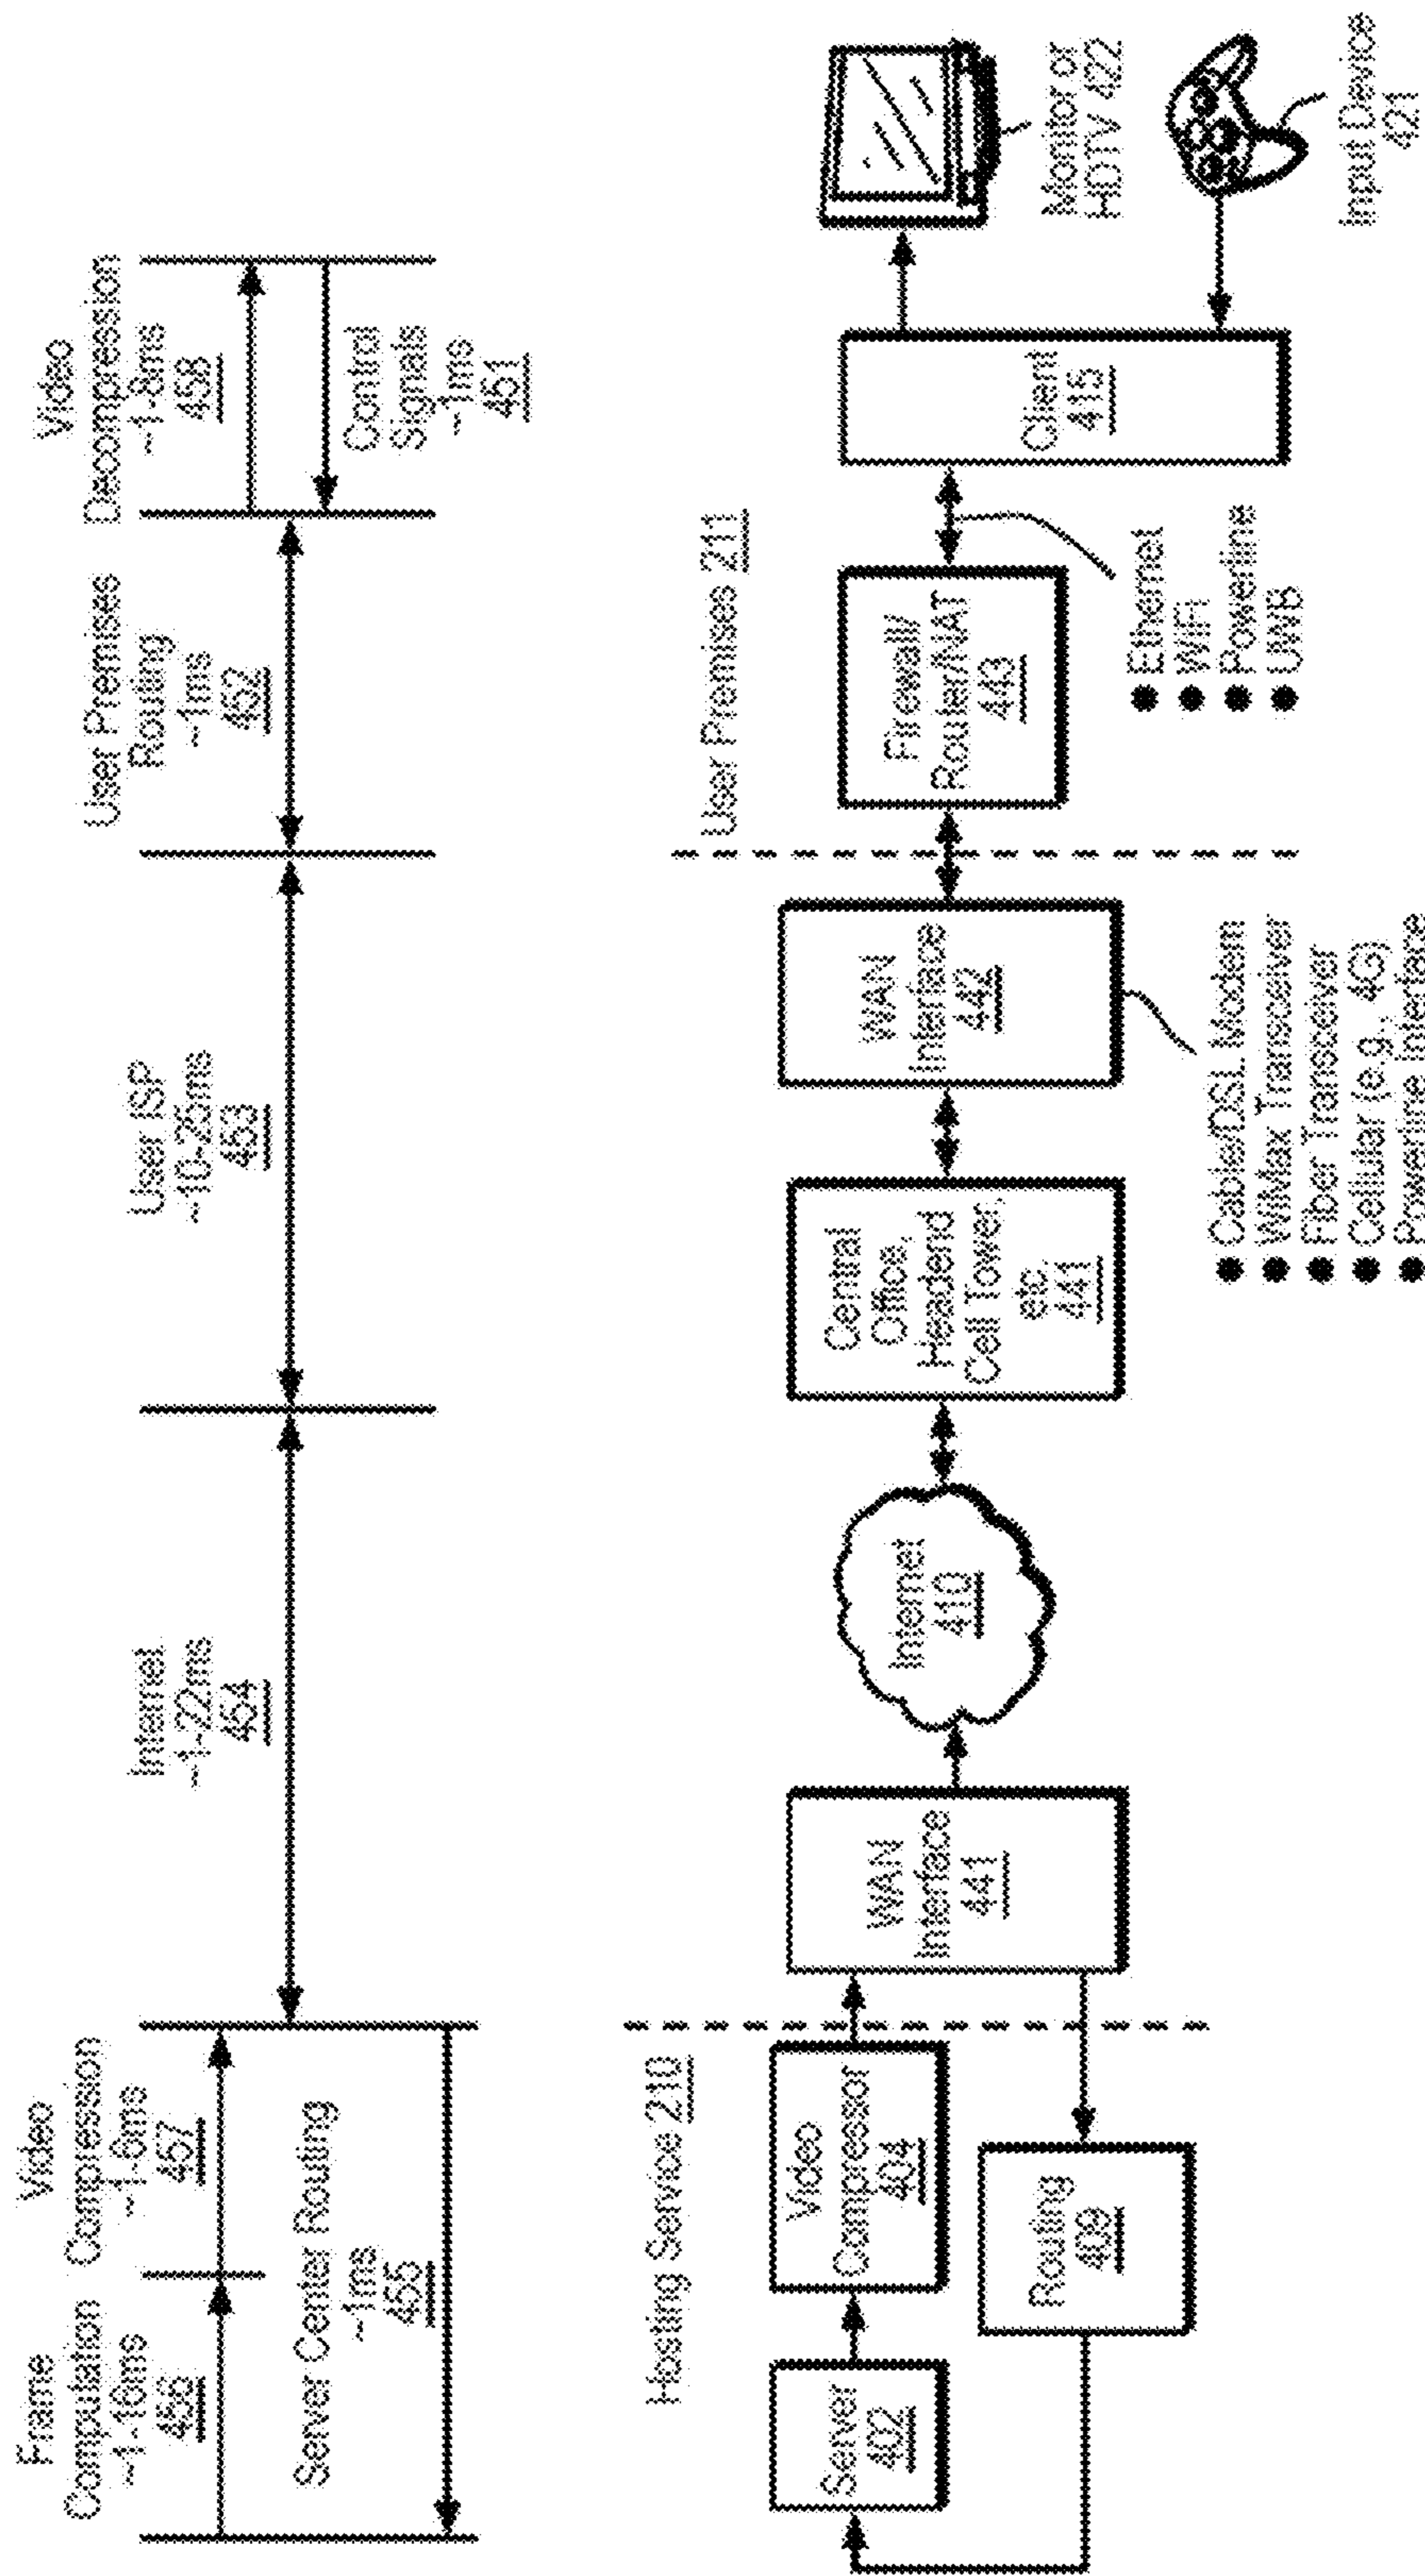 Frame
Computation
~1-16ms
456
Video
Compression
~1-6ms
457
Server Center Routing
~1ms
455
Internet
~1-22ms
454
User ISP
~10-25ms
453
User Premises
Routing
~1ms
452
Video
Decompression
~1-8ms
458
Control
Signals
~1ms
451
Hosting Service 210
Server
402
Video
Compressor
404
Routing
409
WAN
Interface
441
Internet
410
Central
Office,
Headend
Cell Tower,
etc.
441
WAN
Interface
442
● Cable/DSL Modem
● WiMax Transceiver
● Fiber Transceiver
● Cellular (e.g., 4G)
● Powerline Interface
User Premises 211
Firewall/
Router/NAT
443
● Ethernet
● WiFi
● Powerline
● UWB
Client
415
Monitor or
HDTV 422
Input Device
421